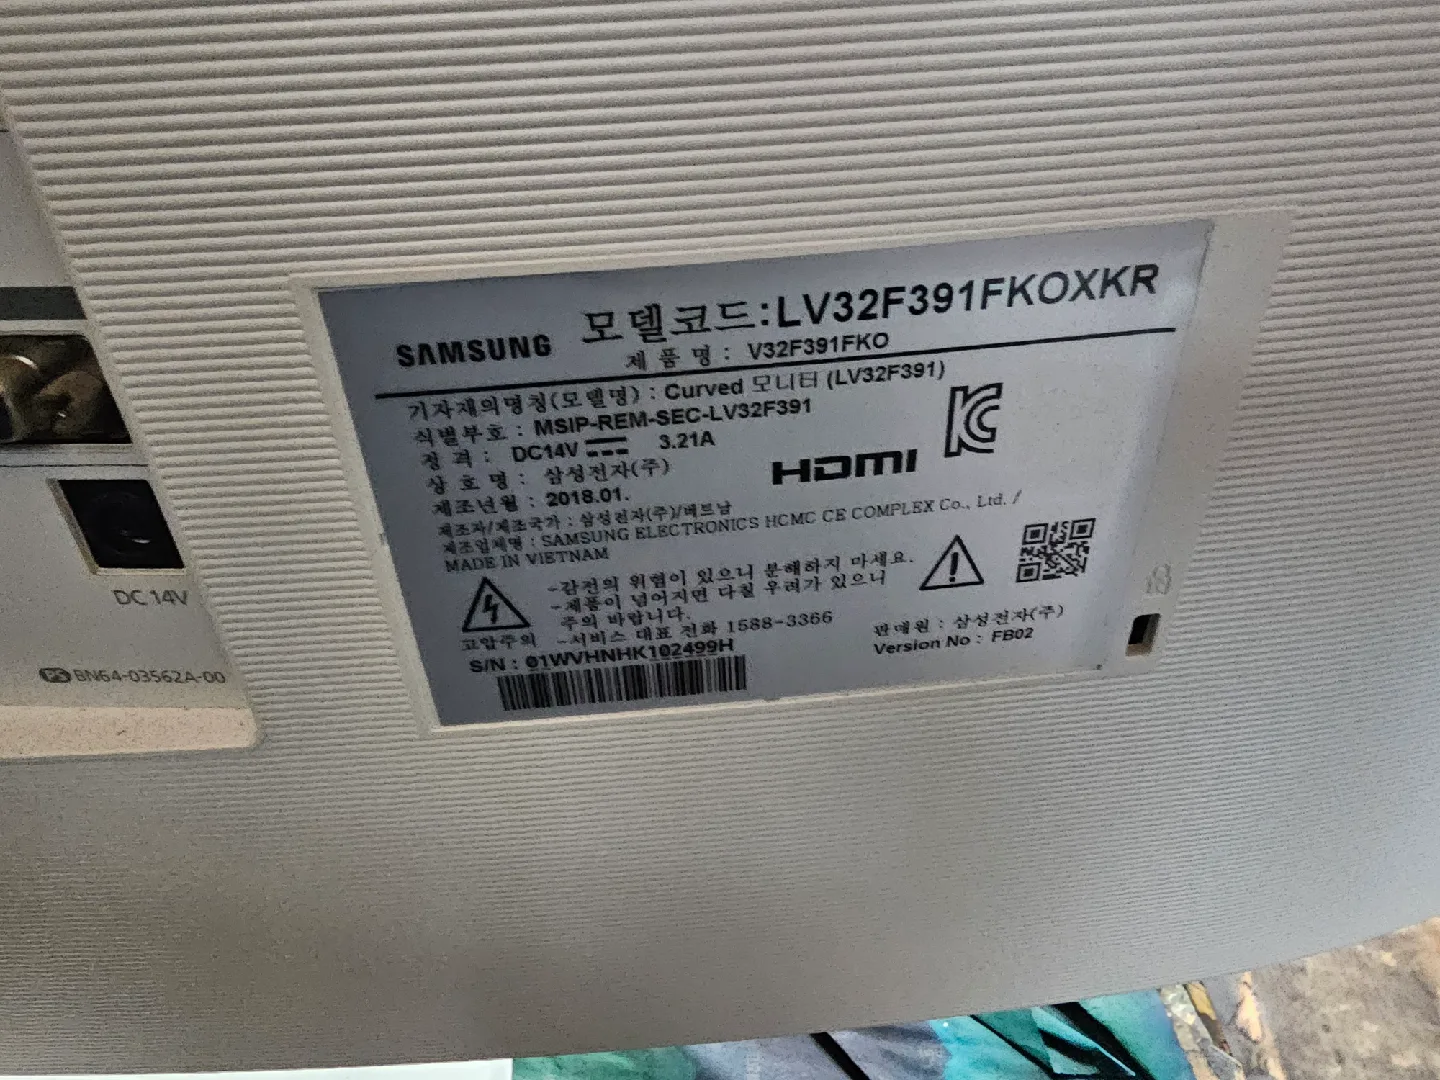 SAMSUNG 모델코드:LV32F391FKOXKR
제 품 명 : V32F391FKO
기자재의명칭(모델명) : Curved 모니터 (LV32F391)
식별부호 : MSIP-REM-SEC-LV32F391
정 격 : DC14V 3.21A
상 호 명 : 삼성전자(주)
제조년월 : 2018.01.
HDMI
제조자/제조국가 : 삼성전자(주)/베트남
제조업체명 : SAMSUNG ELECTRONICS HCMC CE COMPLEX Co., Ltd. /
MADE IN VIETNAM
-감전의 위험이 있으니 분해하지 마세요.
-제품이 넘어지면 다칠 우려가 있으니
주의 바랍니다.
-서비스 대표 전화 1588-3366
고압주의
S/N : 01WVHNHK102499H
판매원 : 삼성전자(주)
Version No : FB02
DC 14V
PS BN64-03562A-00